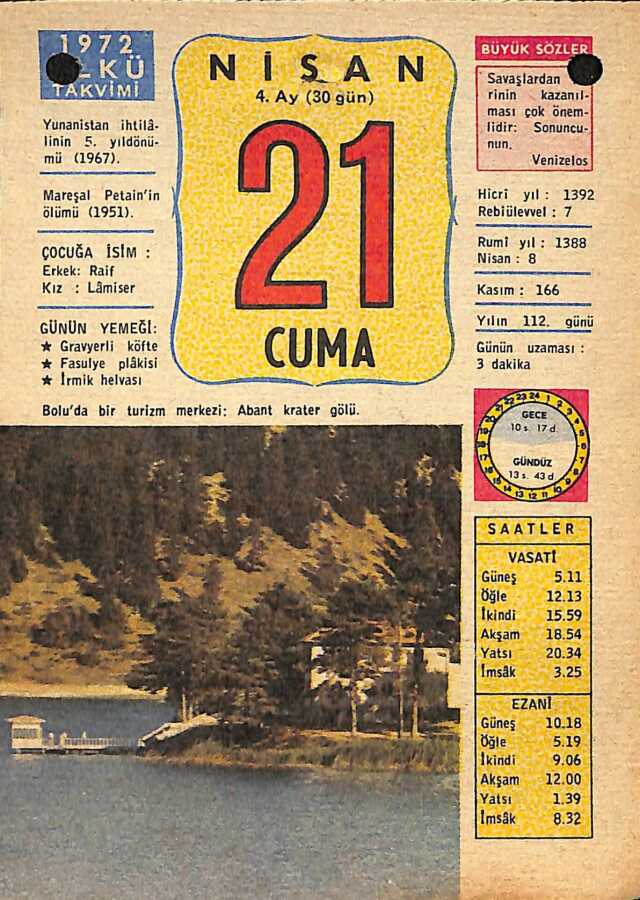 1972
ÜLKÜ
TAKVİMİ
Yunanistan ihtilâ-
linin 5. yıldönü-
mü (1967).
Mareşal Petain'in
ölümü (1951).
ÇOCUĞA İSİM :
Erkek: Raif
Kız : Lâmiser
GÜNÜN YEMEĞİ:
★ Gravyerli köfte
★ Fasulye plâkisi
★ İrmik helvası
NİSAN
4. Ay (30 gün)
21
CUMA
BÜYÜK SÖZLER
Savaşlardan
rinin kazanıl-
ması çok önem-
lidir: Sonuncu-
nun.
Venizelos
Hicrî yıl : 1392
Rebiülevvel : 7
Rumî yıl : 1388
Nisan : 8
Kasım : 166
Yılın 112. günü
Günün uzaması :
3 dakika
Bolu'da bir turizm merkezi: Abant krater gölü.
GECE
10 s. 17 d.
GÜNDÜZ
13 s. 43 d
SAATLER
VASATÎ
Güneş 5.11
Öğle 12.13
İkindi 15.59
Akşam 18.54
Yatsı 20.34
İmsâk 3.25
EZANÎ
Güneş 10.18
Öğle 5.19
İkindi 9.06
Akşam 12.00
Yatsı 1.39
İmsâk 8.32